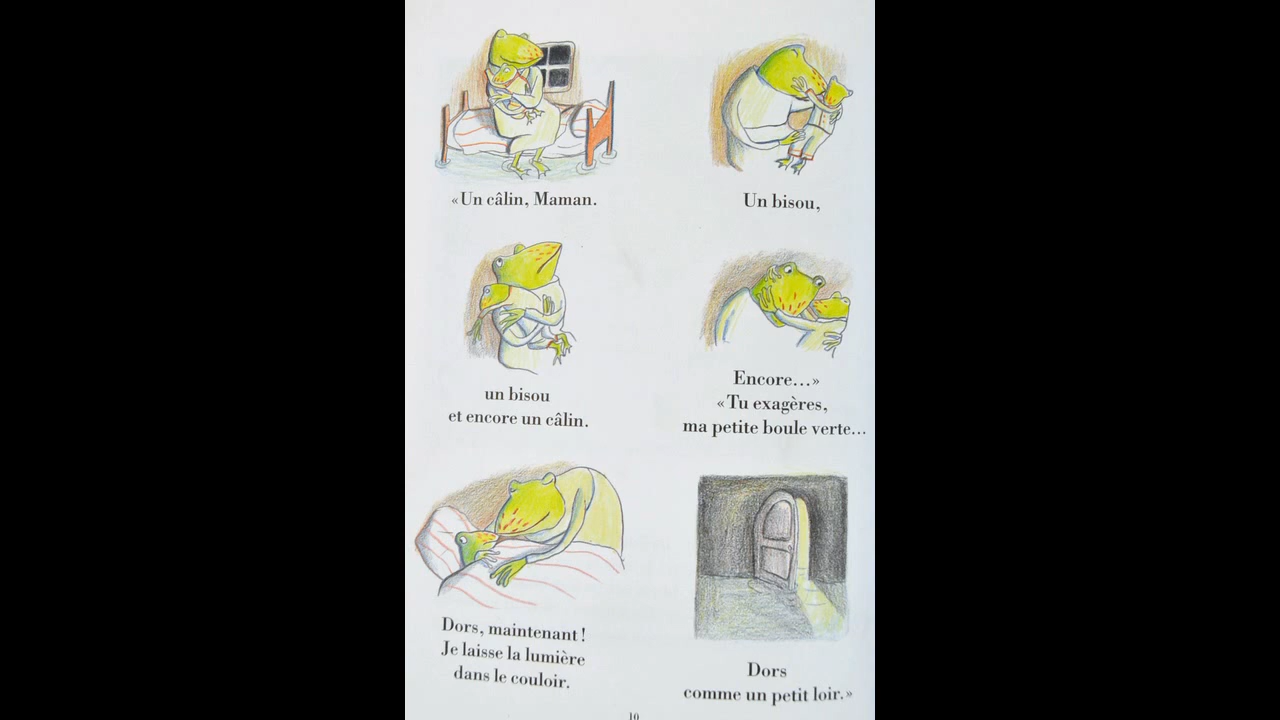 «Un câlin, Maman.
Un bisou,
un bisou
et encore un câlin.
Encore...»
«Tu exagères,
ma petite boule verte...
Dors, maintenant !
Je laisse la lumière
dans le couloir.
Dors
comme un petit loir.»
10